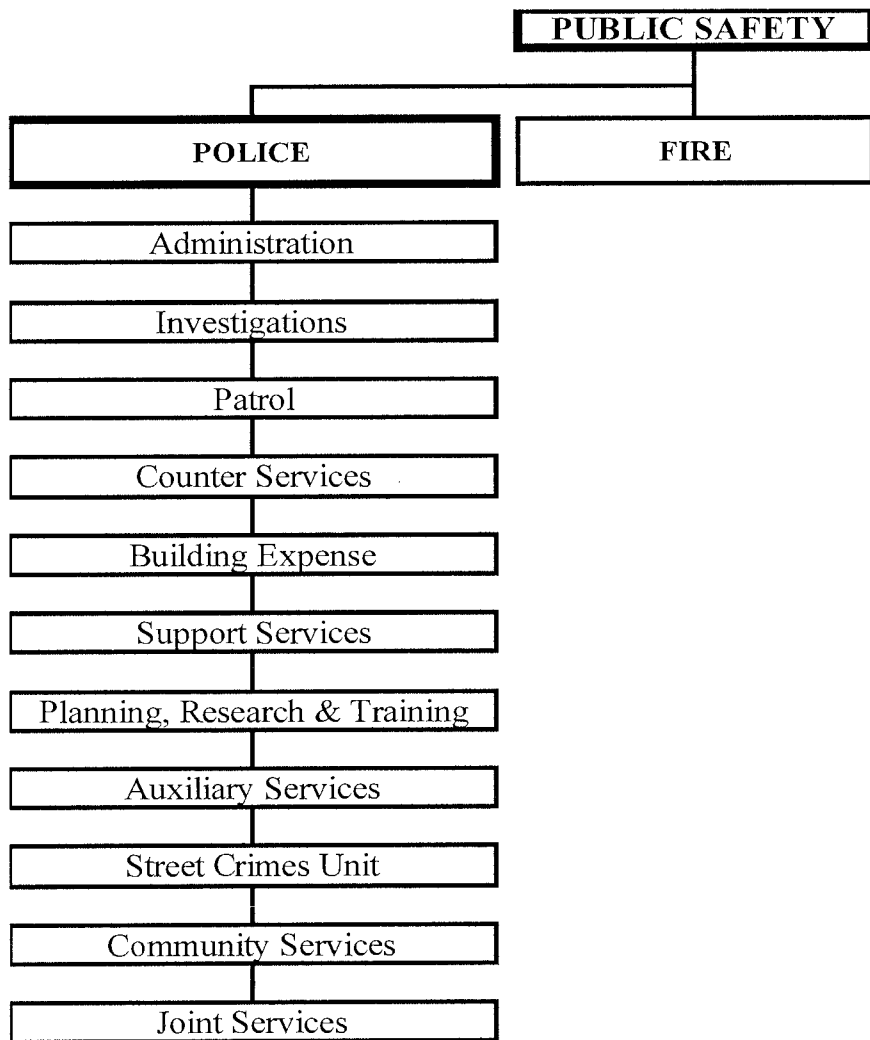 PUBLIC SAFETY
POLICE
FIRE
Administration
Investigations
Patrol
Counter Services
Building Expense
Support Services
Planning, Research & Training
Auxiliary Services
Street Crimes Unit
Community Services
Joint Services